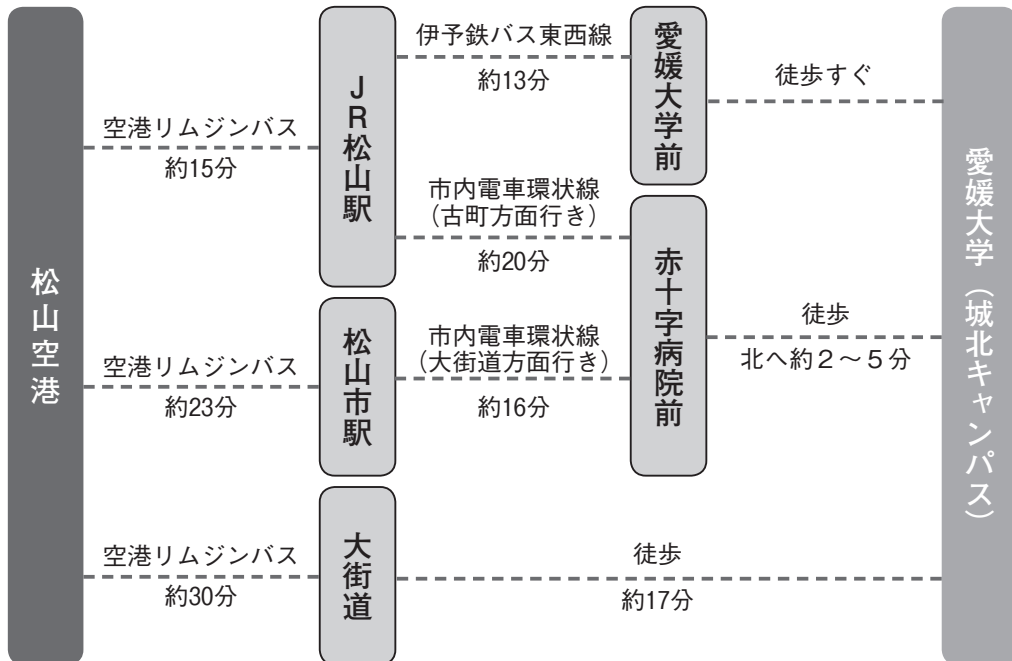 松山空港
空港リムジンバス
約15分
JR松山駅
伊予鉄バス東西線
約13分
愛媛大学前
徒歩すぐ
市内電車環状線
(古町方面行き)
約20分
赤十字病院前
徒歩
北へ約2～5分
空港リムジンバス
約23分
松山市駅
市内電車環状線
(大街道方面行き)
約16分
空港リムジンバス
約30分
大街道
徒歩
約17分
愛媛大学(城北キャンパス)